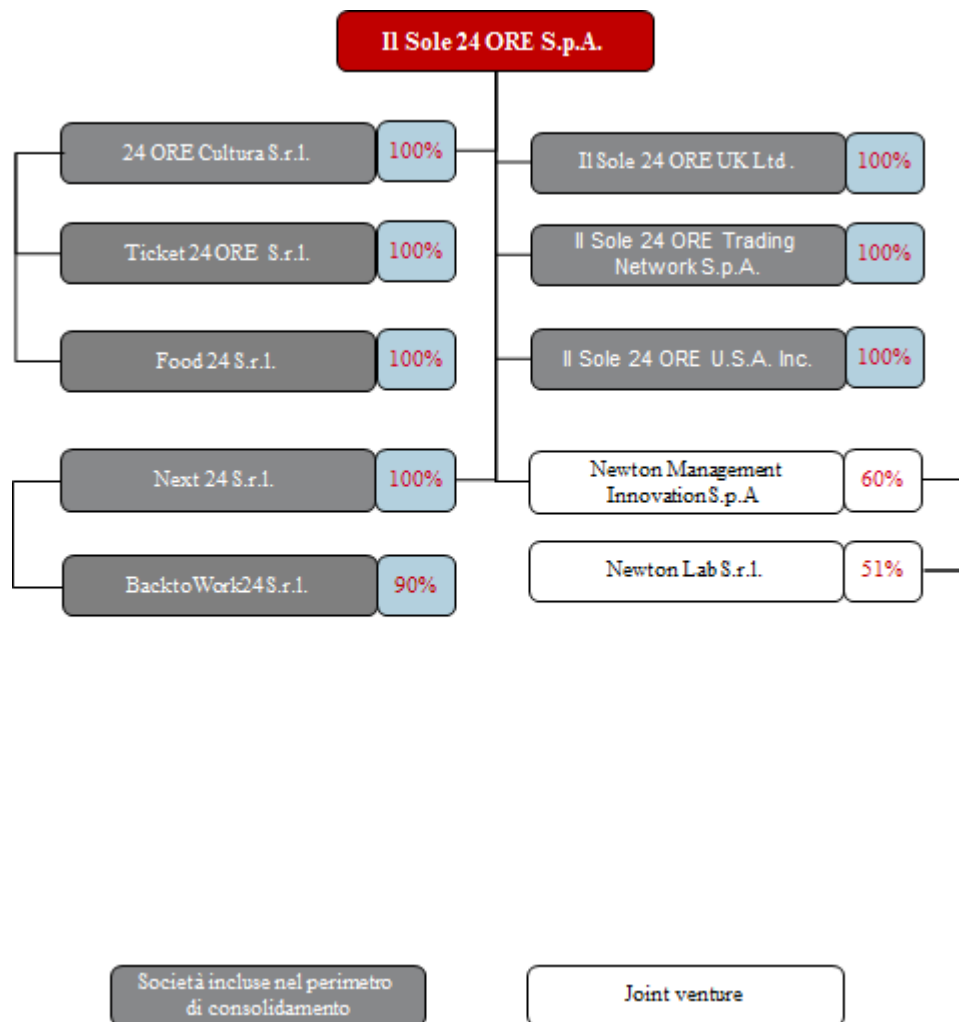 Il Sole 24 ORE S.p.A.
24 ORE Cultura S.r.l.
100%
Ticket 24 ORE S.r.l.
100%
Food 24 S.r.l.
100%
Next 24 S.r.l.
100%
BacktoWork24 S.r.l.
90%
Il Sole 24 ORE UK Ltd .
100%
Il Sole 24 ORE Trading
Network S.p.A.
100%
Il Sole 24 ORE U.S.A. Inc.
100%
Newton Management
Innovation S.p.A
60%
Newton Lab S.r.l.
51%
Società incluse nel perimetro
di consolidamento
Joint venture